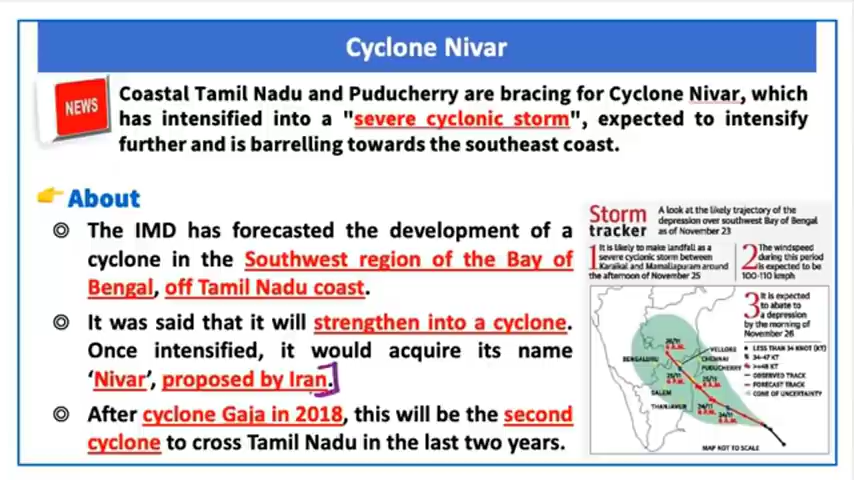 Cyclone Nivar
NEWS
Coastal Tamil Nadu and Puducherry are bracing for Cyclone Nivar, which
has intensified into a "severe cyclonic storm", expected to intensify
further and is barrelling towards the southeast coast.
About
The IMD has forecasted the development of a
cyclone in the Southwest region of the Bay of
Bengal, off Tamil Nadu coast.
It was said that it will strengthen into a cyclone.
Once intensified, it would acquire its name
‘Nivar’, proposed by Iran.
After cyclone Gaja in 2018, this will be the second
cyclone to cross Tamil Nadu in the last two years.
Storm
tracker
A look at the likely trajectory of the
depression over southwest Bay of Bengal
as of November 23
1 It is likely to make landfall as a
severe cyclonic storm between
Karaikal and Mamallapuram around
the afternoon of November 25
2 The windspeed
during this period
is expected to be
100-110 kmph
3 It is expected
to abate to
a depression
by the morning of
November 26
LESS THAN 34 KNOT (KT)
34-47 KT
>=48 KT
OBSERVED TRACK
FORECAST TRACK
CONE OF UNCERTAINTY
VELLORE
BENGALURU
CHENNAI
PUDUCHERRY
SALEM
THANJAVUR
MAP NOT TO SCALE